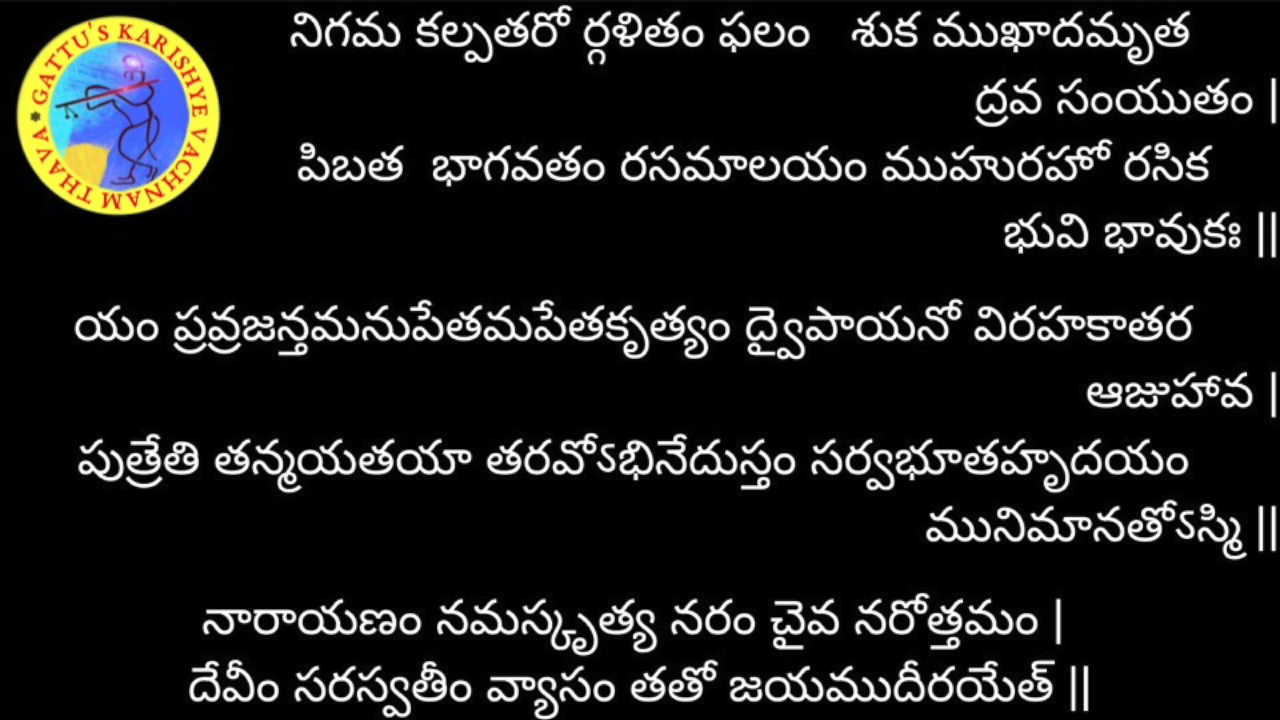 GATTU'S KARISHYE VACHNAM THAVA *
నిగమ కల్పతరో ర్గళితం ఫలం శుక ముఖాదమృత
ద్రవ సంయుతం |
పిబత భాగవతం రసమాలయం ముహురహో రసిక
భువి భావుకః ||
యం ప్రవ్రజన్తమనుపేతమపేతకృత్యం ద్వైపాయనో విరహకాతర
ఆజుహావ |
పుత్రేతి తన్మయతయా తరవోఽభినేదుస్తం సర్వభూతహృదయం
మునిమానతోఽస్మి ||
నారాయణం నమస్కృత్య నరం చైవ నరోత్తమం |
దేవీం సరస్వతీం వ్యాసం తతో జయముదీరయేత్ ||